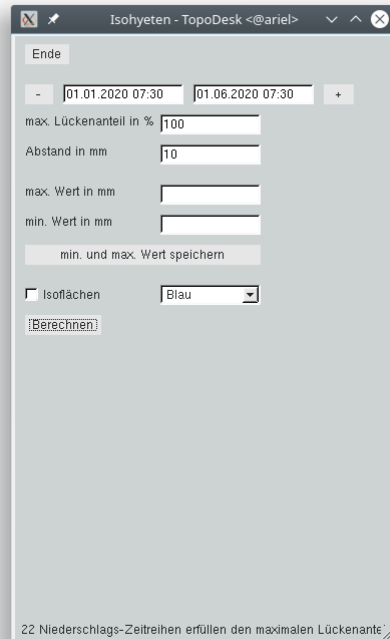 Isohyeten - TopoDesk <@ariel>
Ende
- 01.01.2020 07:30 01.06.2020 07:30 +
max. Lückenanteil in % 100
Abstand in mm 10
max. Wert in mm
min. Wert in mm
min. und max. Wert speichern
Isoflächen Blau
Berechnen
22 Niederschlags-Zeitreihen erfüllen den maximalen Lückenante